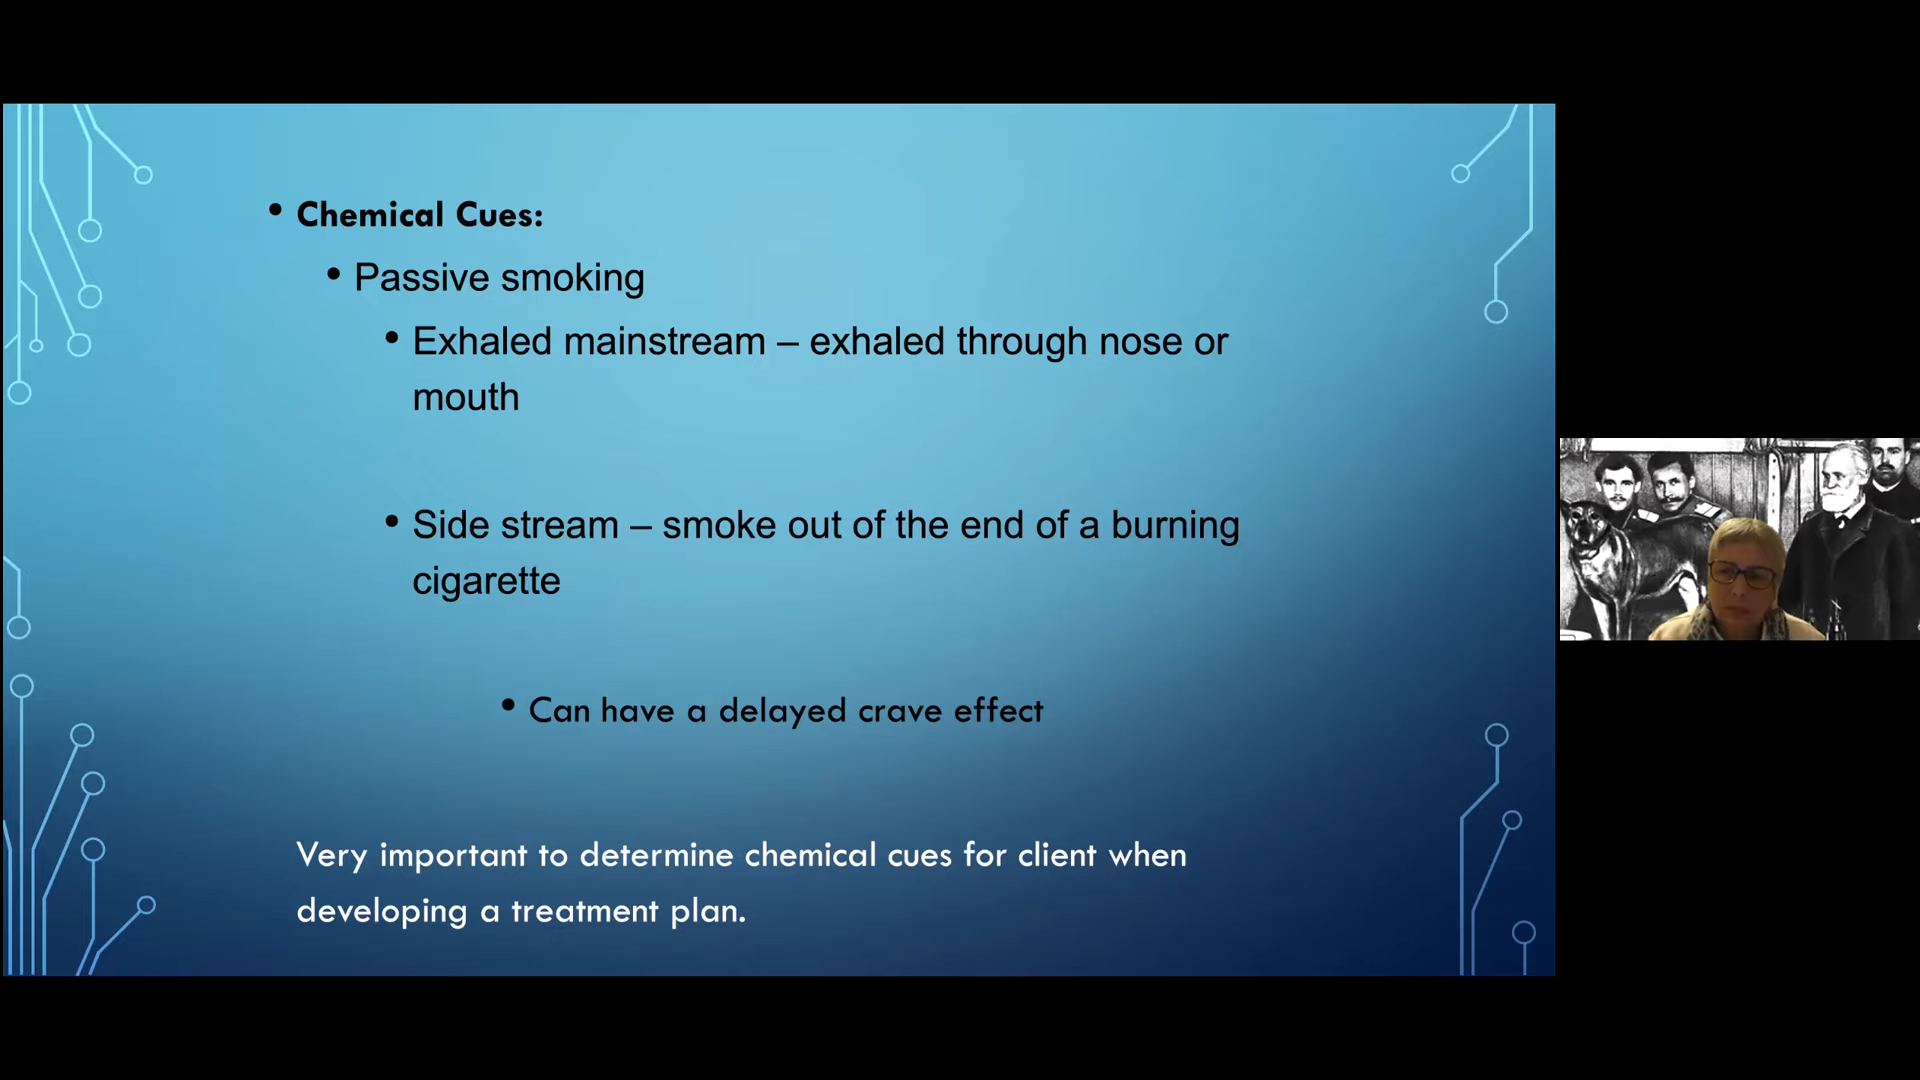 • Chemical Cues:
• Passive smoking
• Exhaled mainstream – exhaled through nose or
mouth
• Side stream – smoke out of the end of a burning
cigarette
• Can have a delayed crave effect
Very important to determine chemical cues for client when
developing a treatment plan.